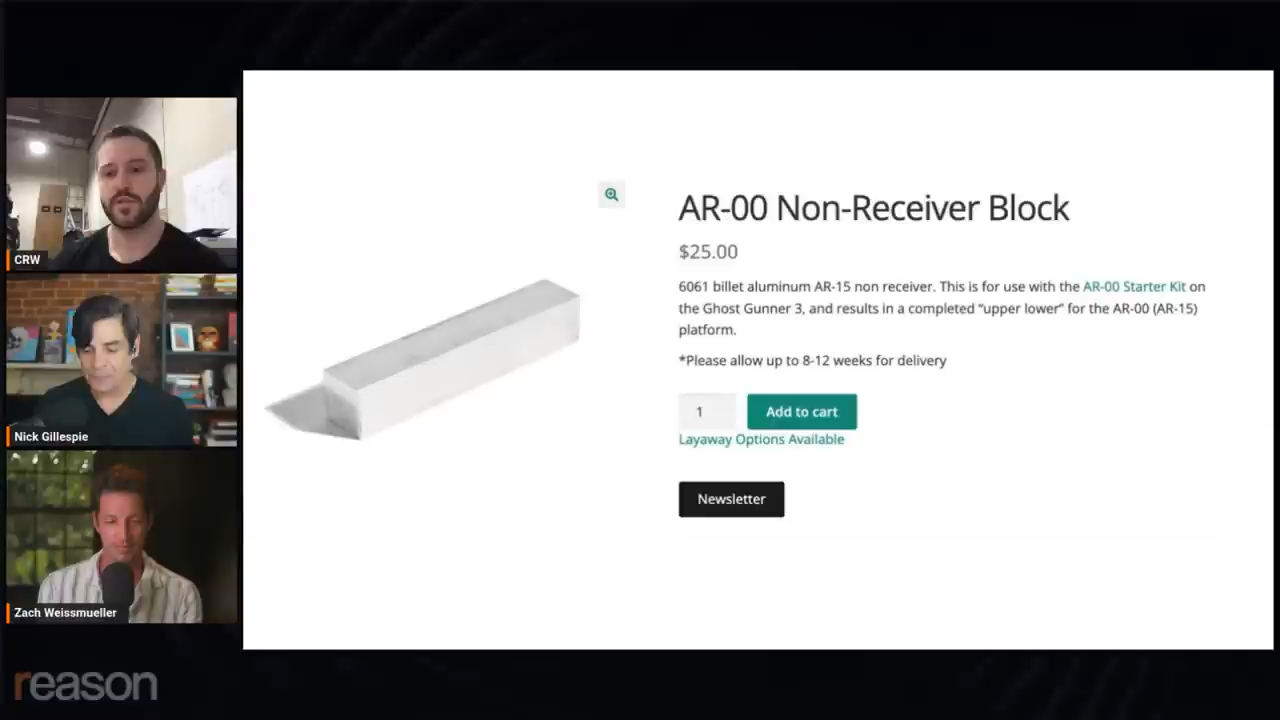 CRW
Nick Gillespie
Zach Weissmueller
reason
AR-00 Non-Receiver Block
$25.00
6061 billet aluminum AR-15 non receiver. This is for use with the AR-00 Starter Kit on
the Ghost Gunner 3, and results in a completed “upper lower” for the AR-00 (AR-15)
platform.
*Please allow up to 8-12 weeks for delivery
1
Add to cart
Layaway Options Available
Newsletter